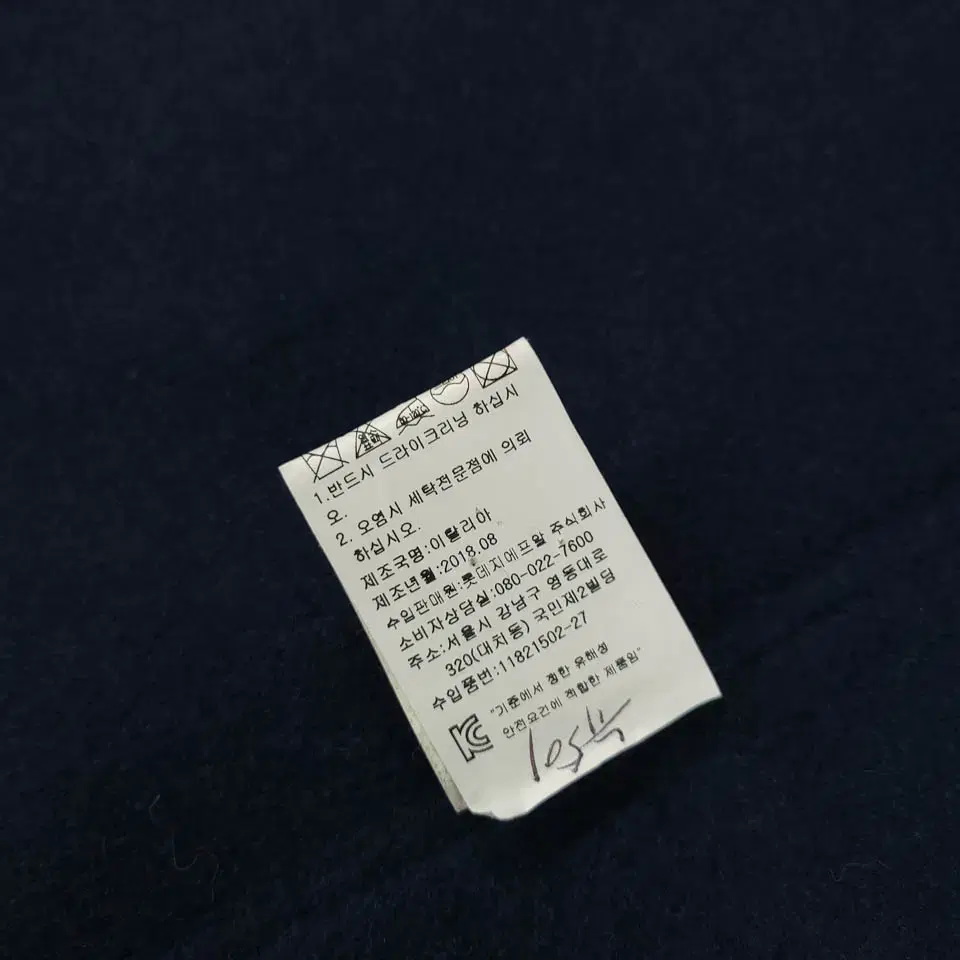 1.반드시 드라이크리닝 하십시
오.
2. 오염시 세탁전문점에 의뢰
하십시오.
제조국명:이탈리아
제조년월:2018.08
수입판매원:롯데지에프알 주식회사
소비자상담실:080-022-7600
주소:서울시 강남구 영동대로
320(대치동) 국민제2빌딩
수입품번:11821502-27
"기준에서 정한 유해성
안전요건에 적합한 제품임"